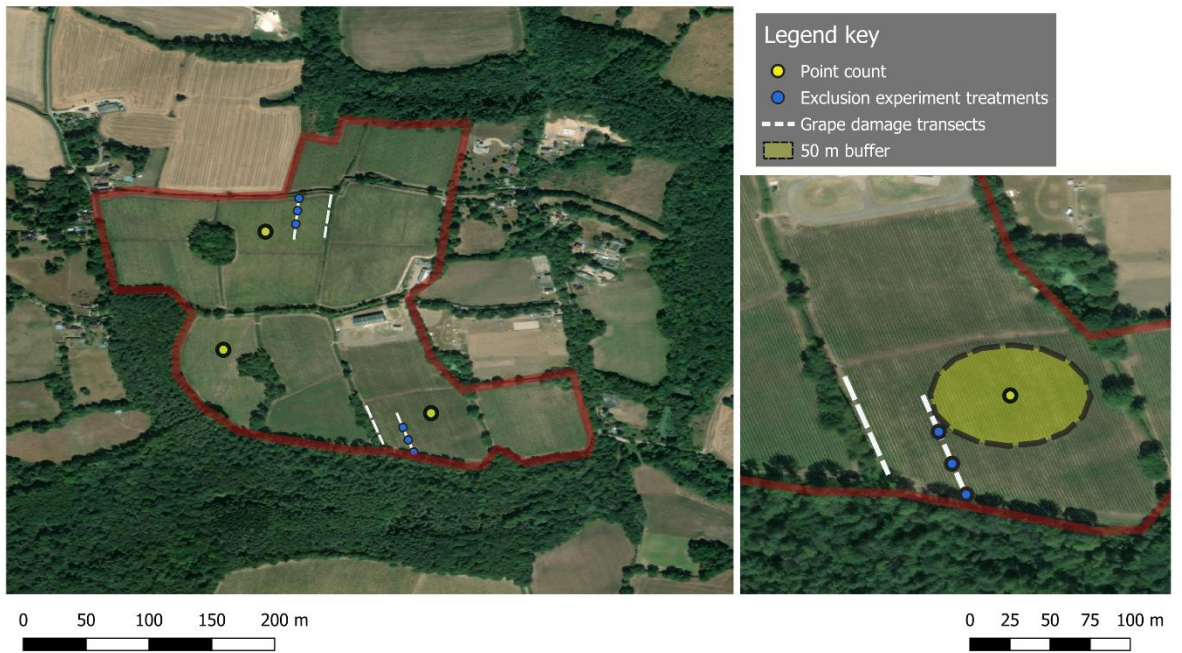 Legend key
Point count
Exclusion experiment treatments
Grape damage transects
50 m buffer
0 50 100 150 200 m
0 25 50 75 100 m